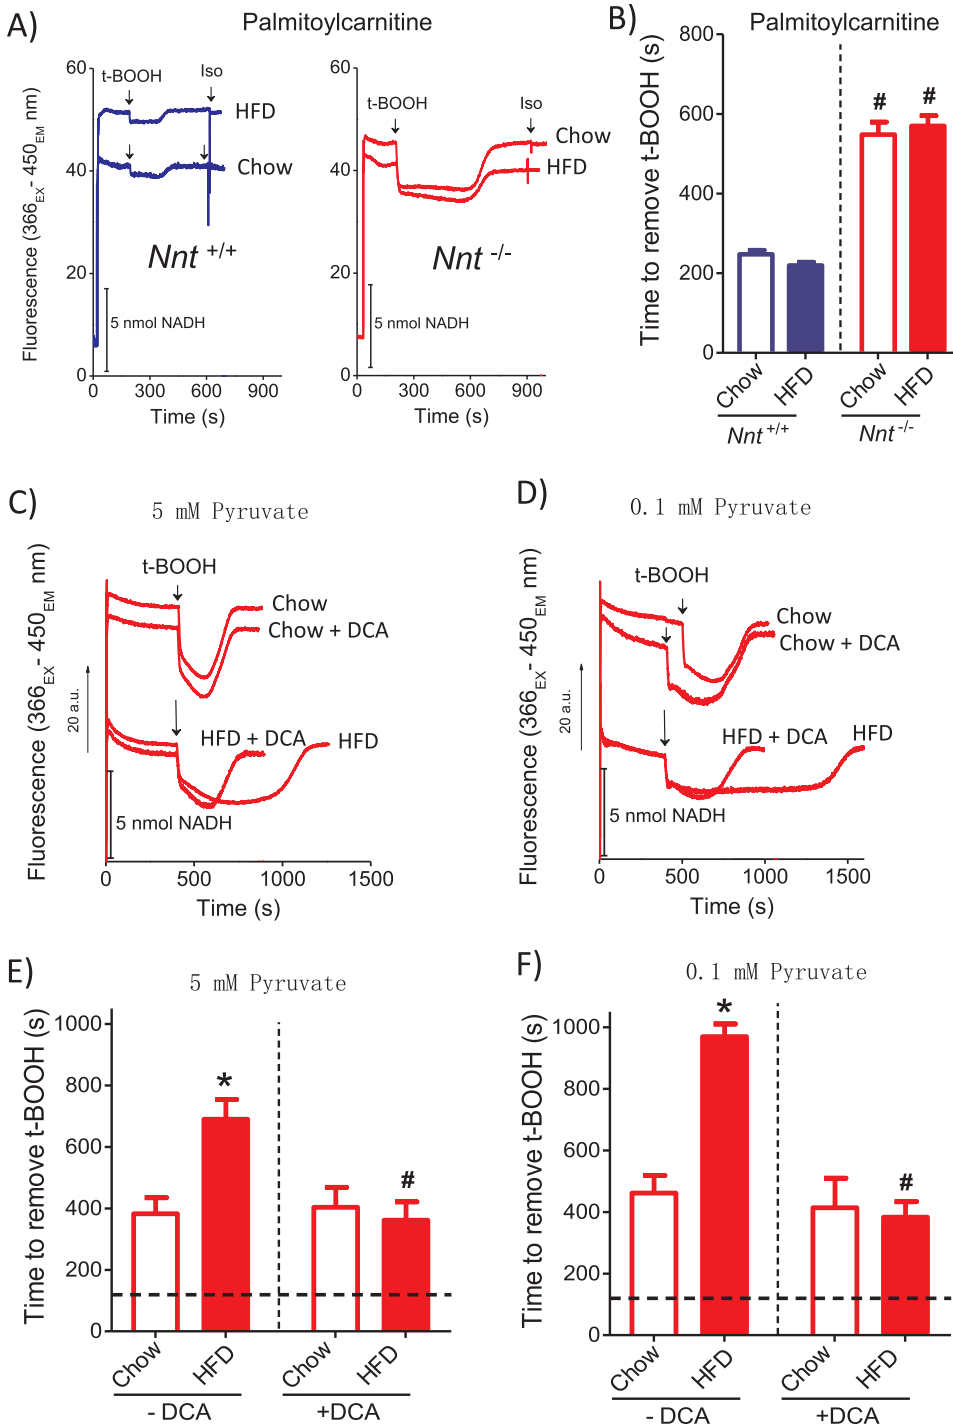 A)
Palmitoylcarnitine
Fluorescence (366EX- 450EM nm)
60
40
20
0
t-BOOH
Iso
HFD
Chow
Nnt +/+
5 nmol NADH
0 300 600 900
Time (s)
60
40
20
0
t-BOOH
Iso
Chow
HFD
Nnt -/-
5 nmol NADH
0 300 600 900
Time (s)
B)
Palmitoylcarnitine
Time to remove t-BOOH (s)
800
600
400
200
0
# #
Chow HFD Chow HFD
Nnt +/+ Nnt -/-
C)
5 mM Pyruvate
Fluorescence (366EX- 450EM nm)
20 a.u.
t-BOOH
Chow
Chow + DCA
HFD + DCA HFD
5 nmol NADH
0 500 1000 1500
Time (s)
D)
0.1 mM Pyruvate
Fluorescence (366EX- 450EM nm)
20 a.u.
t-BOOH
Chow
Chow + DCA
HFD + DCA HFD
5 nmol NADH
0 500 1000 1500
Time (s)
E)
5 mM Pyruvate
Time to remove t-BOOH (s)
1000
800
600
400
200
0
*
#
Chow HFD Chow HFD
- DCA +DCA
F)
0.1 mM Pyruvate
Time to remove t-BOOH (s)
1000
800
600
400
200
0
*
#
Chow HFD Chow HFD
- DCA +DCA